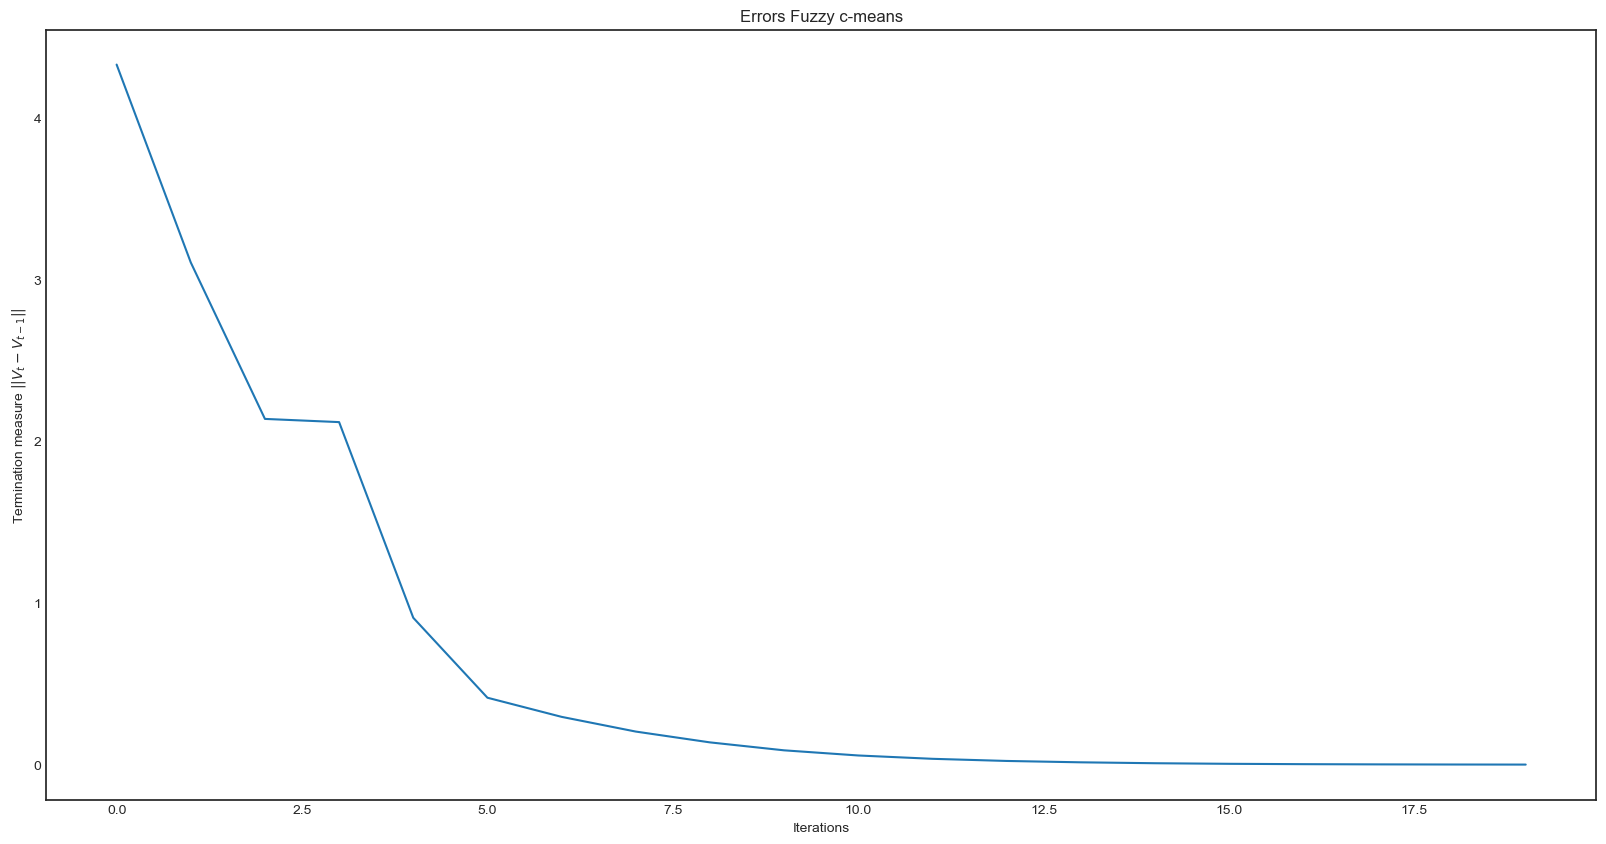 Errors Fuzzy c-means
Termination measure ||V_t − V_{t−1}||
4
3
2
1
0
0.0 2.5 5.0 7.5 10.0 12.5 15.0 17.5
Iterations